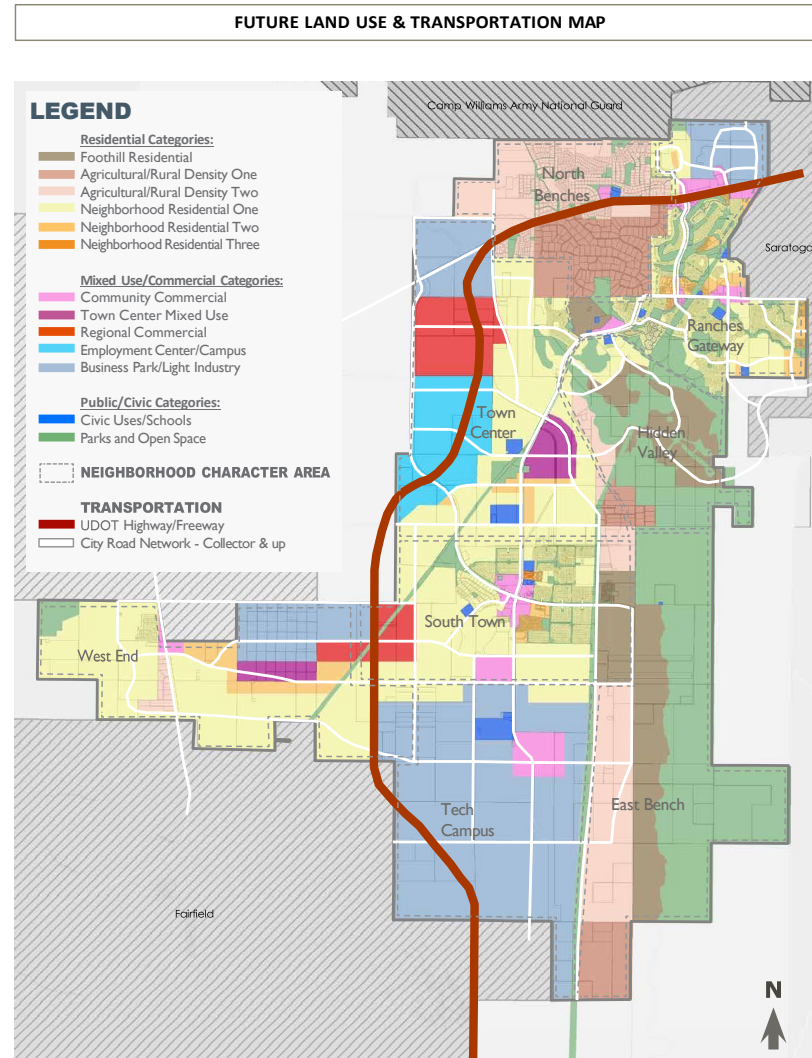 FUTURE LAND USE & TRANSPORTATION MAP
Camp Williams Army National Guard
LEGEND
Residential Categories:
Foothill Residential
Agricultural/Rural Density One
Agricultural/Rural Density Two
Neighborhood Residential One
Neighborhood Residential Two
Neighborhood Residential Three
Mixed Use/Commercial Categories:
Community Commercial
Town Center Mixed Use
Regional Commercial
Employment Center/Campus
Business Park/Light Industry
Public/Civic Categories:
Civic Uses/Schools
Parks and Open Space
NEIGHBORHOOD CHARACTER AREA
TRANSPORTATION
UDOT Highway/Freeway
City Road Network - Collector & up
North
Benches
Saratoga
Ranches
Gateway
Town
Center
Hidden
Valley
South Town
West End
Tech
Campus
East Bench
Fairfield
N